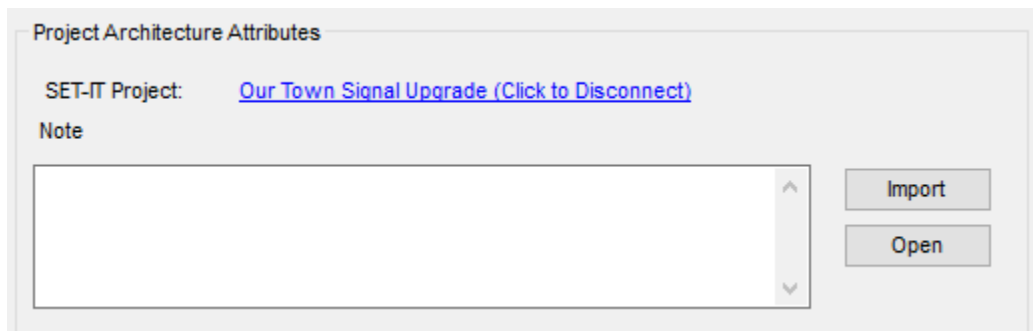 Project Architecture Attributes
SET-IT Project: Our Town Signal Upgrade (Click to Disconnect)
Note
Import
Open